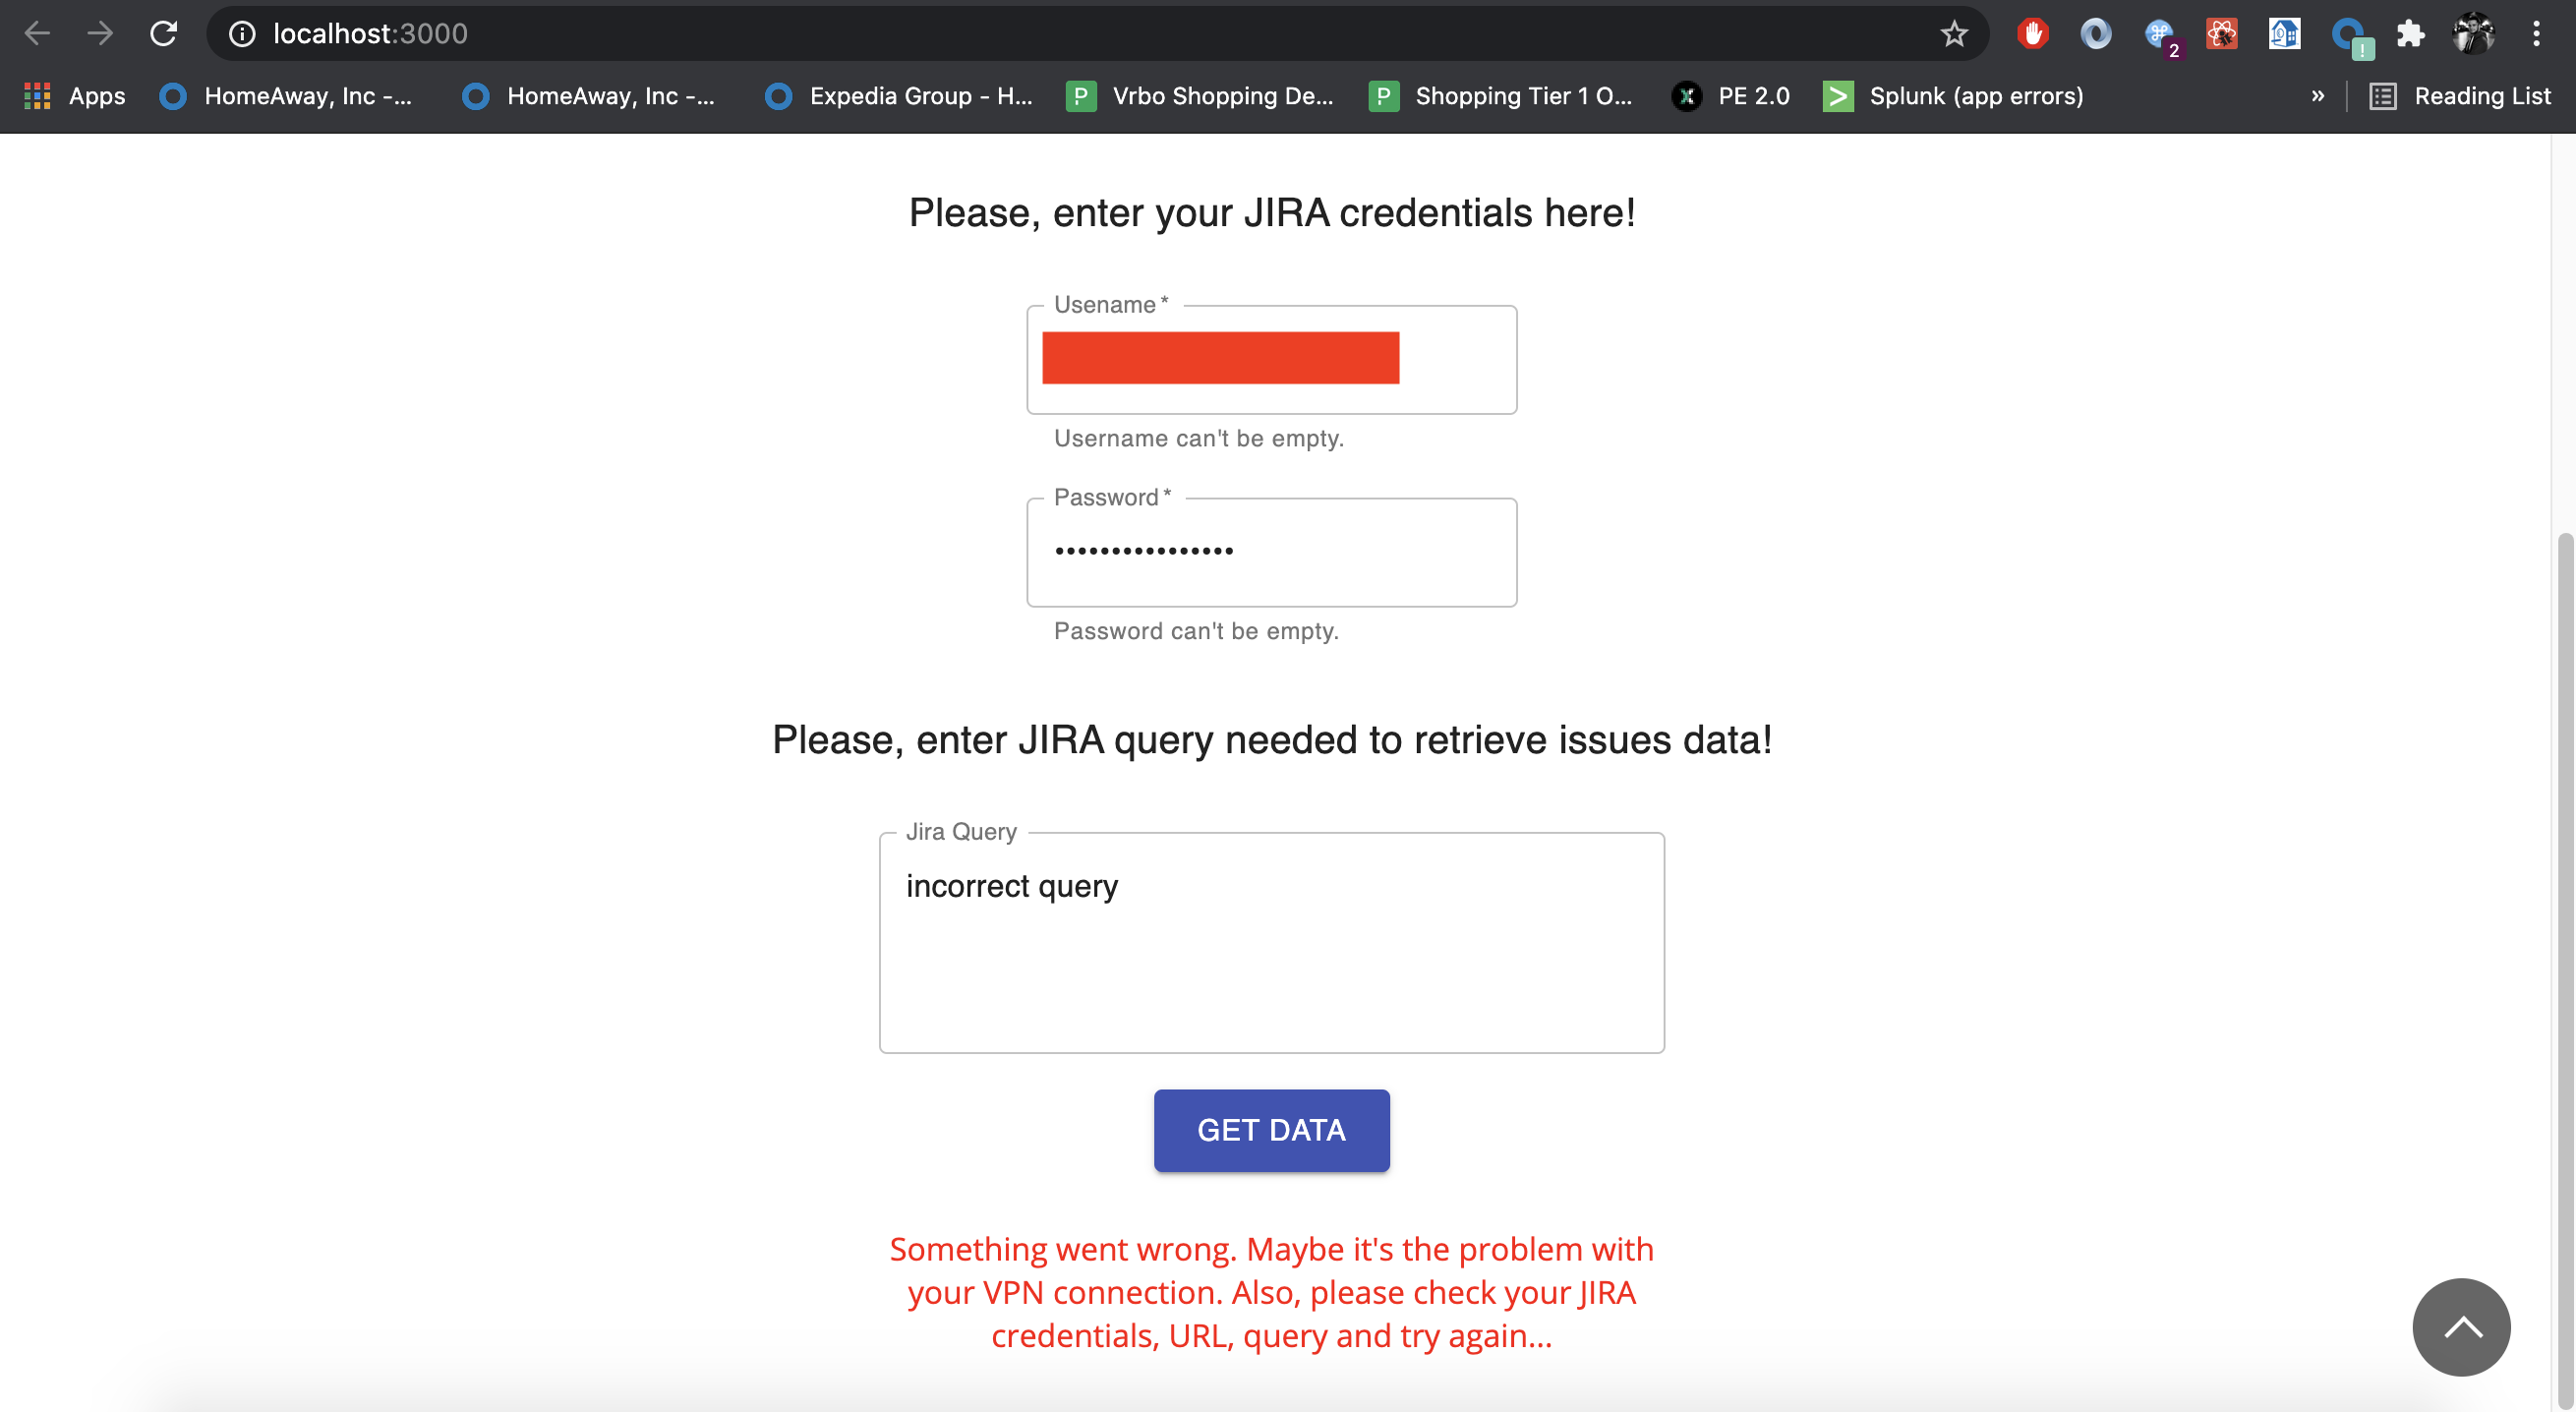 localhost:3000
2
!
Apps
HomeAway, Inc -...
HomeAway, Inc -...
Expedia Group - H...
P
Vrbo Shopping De...
P
Shopping Tier 1 O...
X
PE 2.0
>
Splunk (app errors)
»
Reading List
Please, enter your JIRA credentials here!
Usename *
Username can't be empty.
Password *
••••••••••••••••
Password can't be empty.
Please, enter JIRA query needed to retrieve issues data!
Jira Query
incorrect query
GET DATA
Something went wrong. Maybe it's the problem with
your VPN connection. Also, please check your JIRA
credentials, URL, query and try again...